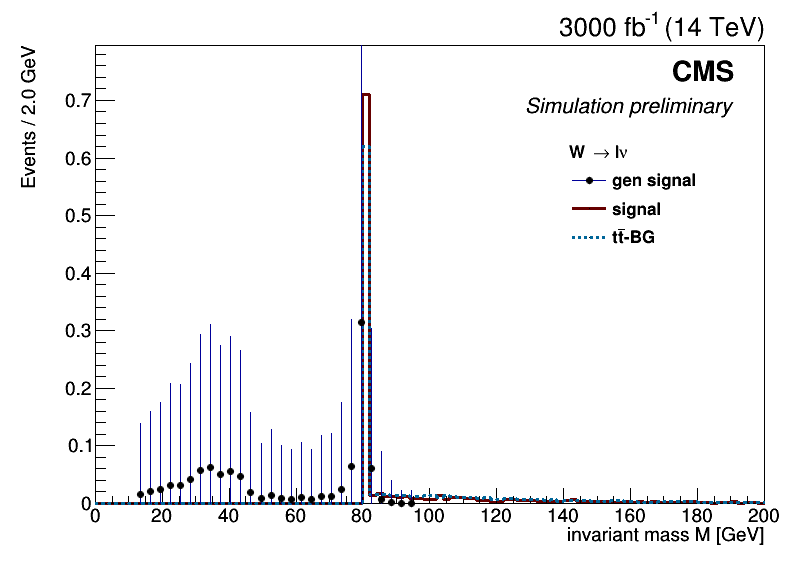 3000 fb⁻¹ (14 TeV)
CMS
Simulation preliminary
W → lν
gen signal
signal
tt̄-BG
Events / 2.0 GeV
0.7
0.6
0.5
0.4
0.3
0.2
0.1
0
0 20 40 60 80 100 120 140 160 180 200
invariant mass M [GeV]